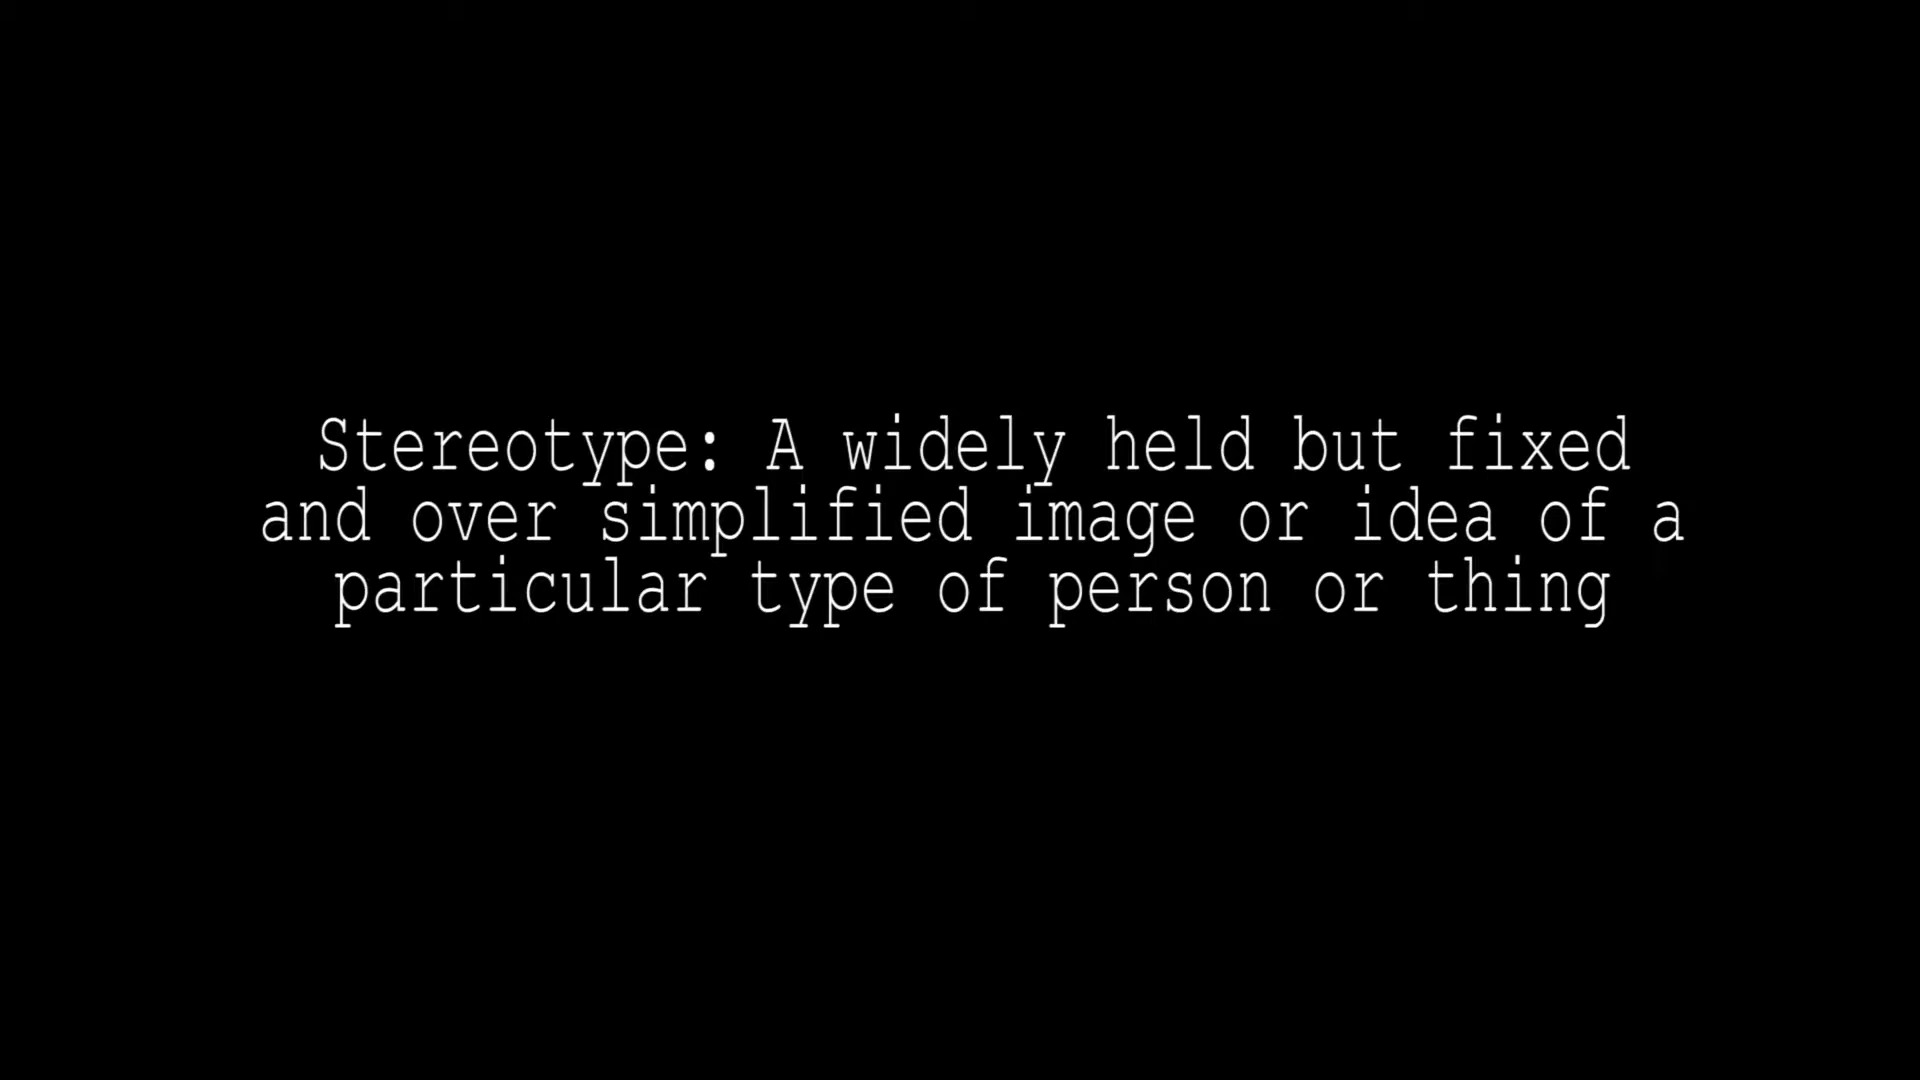 Stereotype: A widely held but fixed
and over simplified image or idea of a
particular type of person or thing